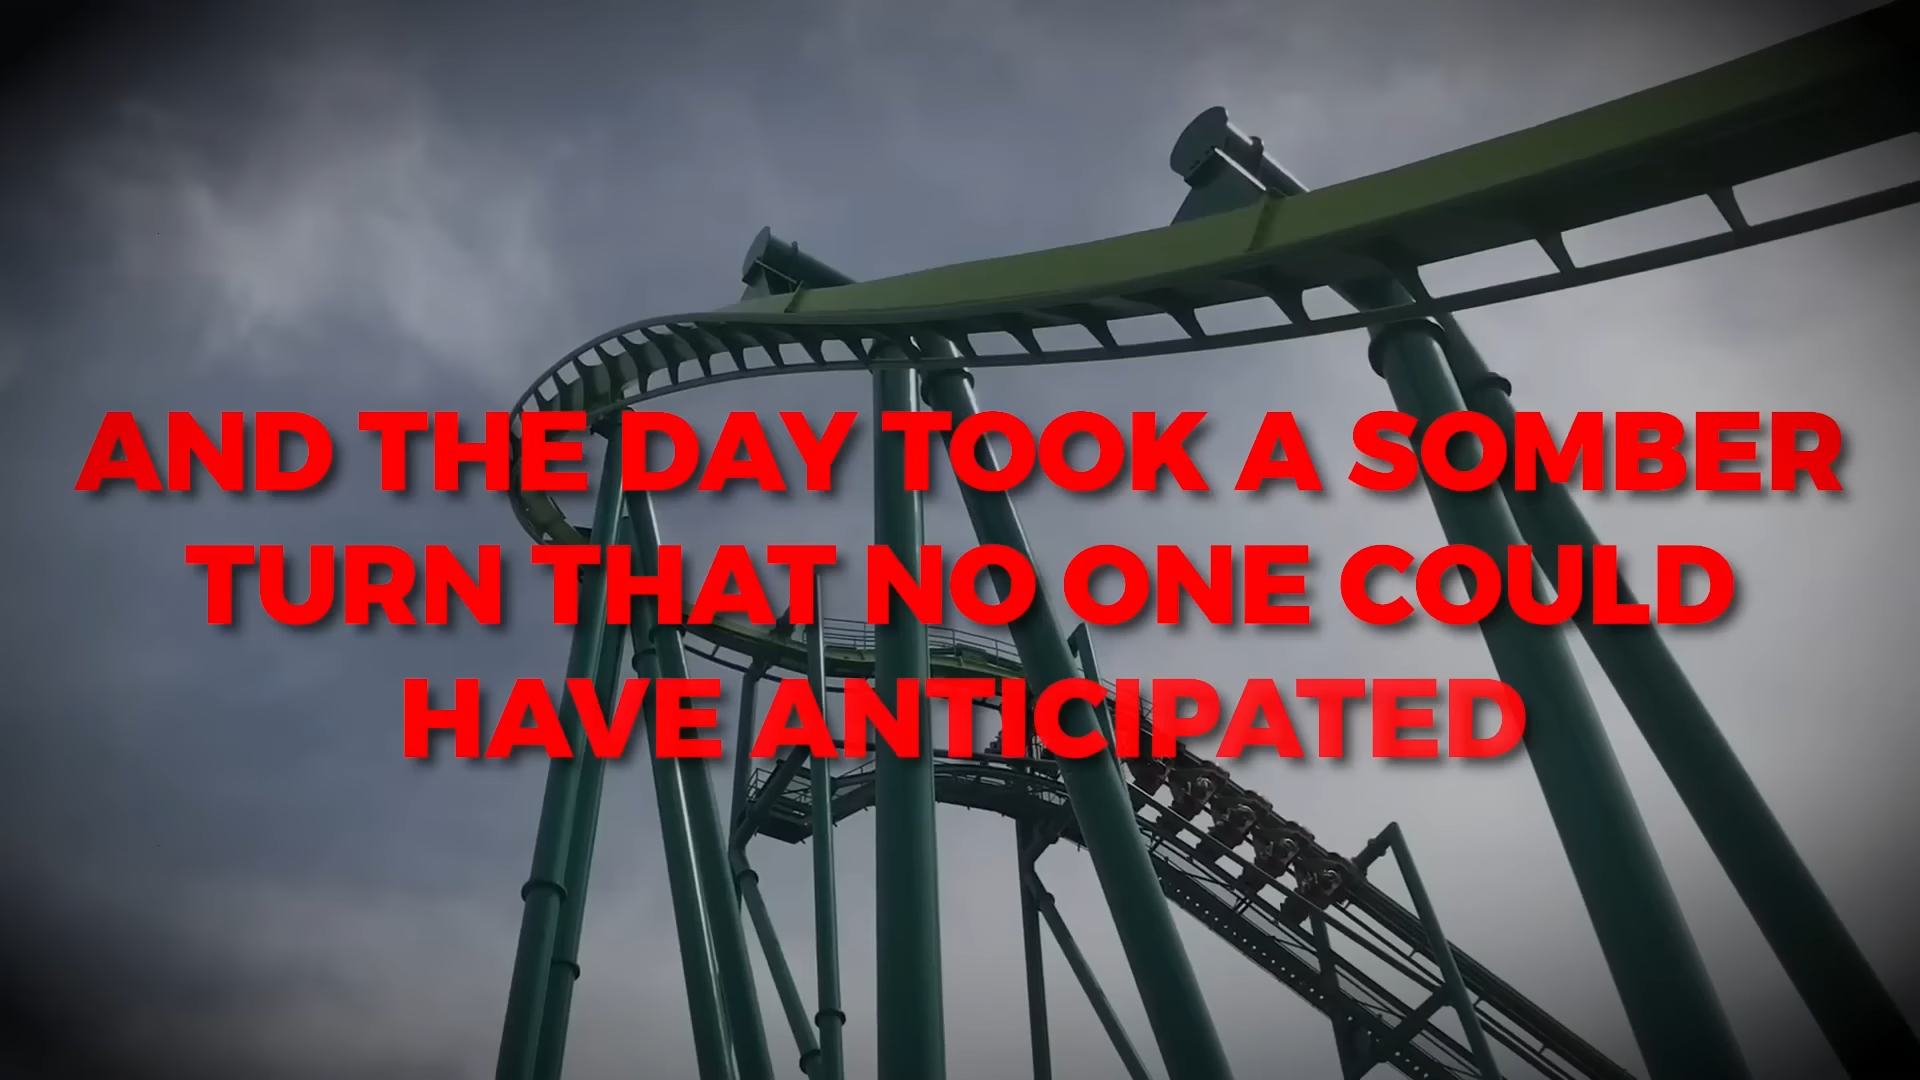 AND THE DAY TOOK A SOMBER
TURN THAT NO ONE COULD
HAVE ANTICIPATED